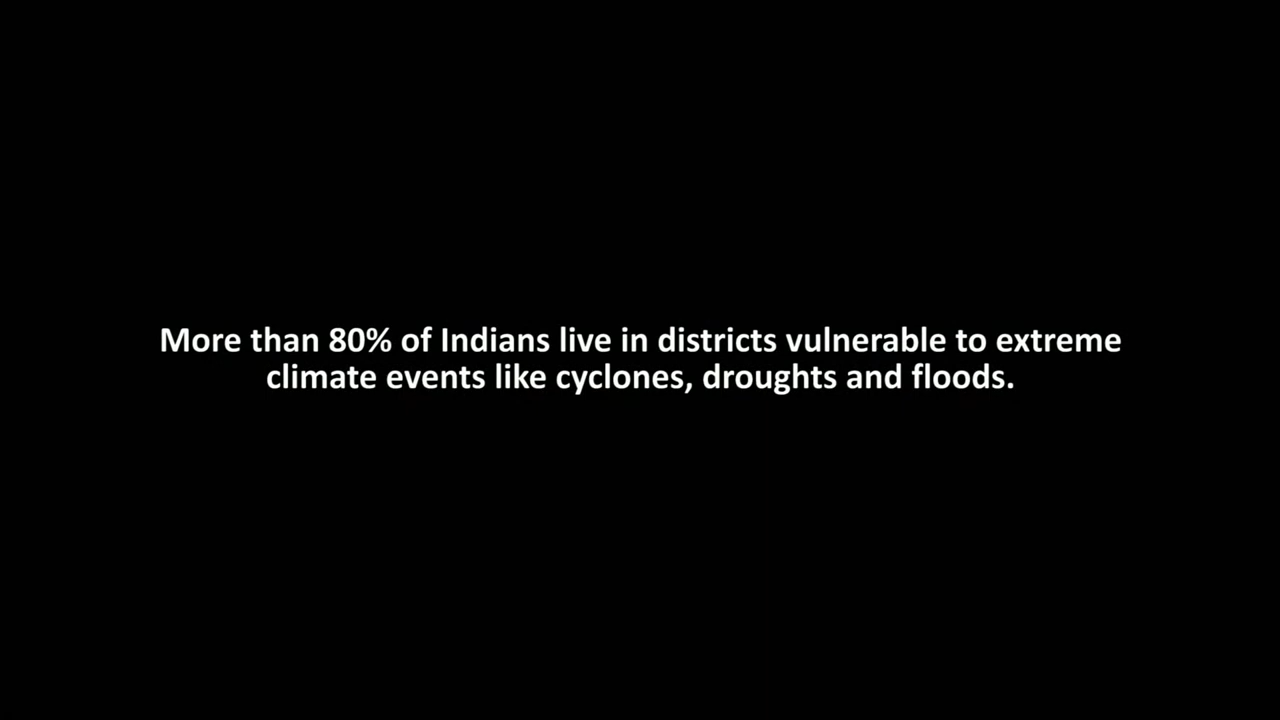 More than 80% of Indians live in districts vulnerable to extreme
climate events like cyclones, droughts and floods.